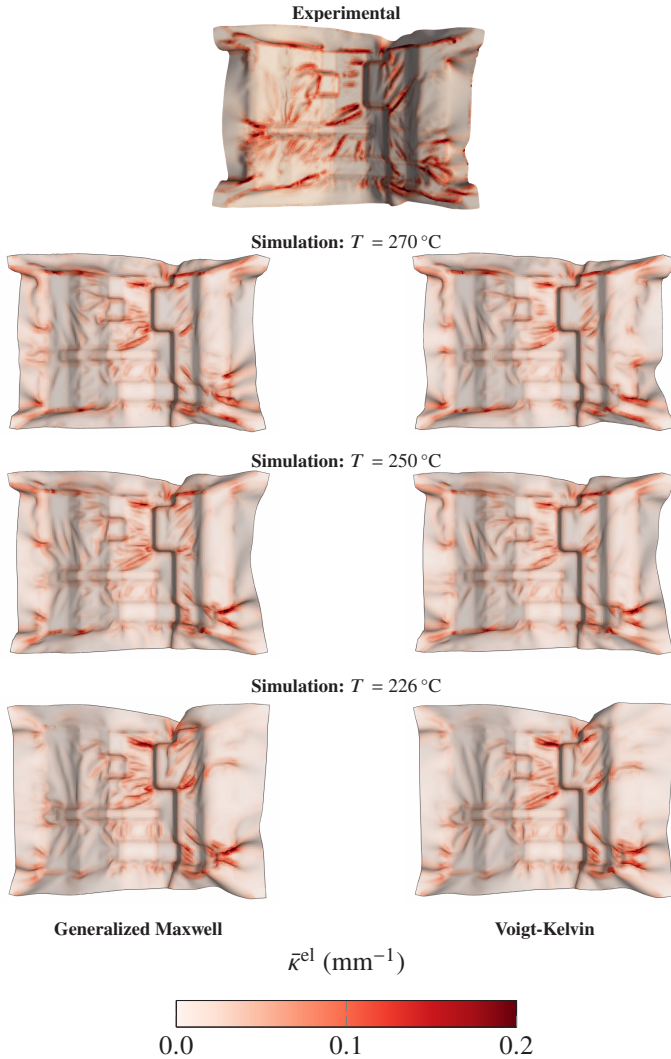 Experimental
Simulation: T = 270 °C
Simulation: T = 250 °C
Simulation: T = 226 °C
Generalized Maxwell Voigt-Kelvin
κ̄ᵉˡ (mm⁻¹)
0.0 0.1 0.2